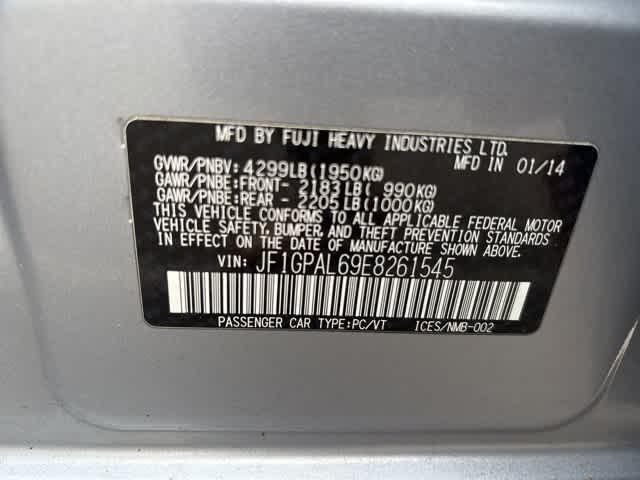 MFD BY FUJI HEAVY INDUSTRIES LTD.
MFD IN 01/14
GVWR/PNBV: 4299LB(1950KG)
GAWR/PNBE:FRONT- 2183LB( 990KG)
GAWR/PNBE:REAR - 2205LB(1000KG)
THIS VEHICLE CONFORMS TO ALL APPLICABLE FEDERAL MOTOR
VEHICLE SAFETY, BUMPER, AND THEFT PREVENTION STANDARDS
IN EFFECT ON THE DATE OF MANUFACTURE SHOWN ABOVE.
VIN: JF1GPAL69E8261545
PASSENGER CAR TYPE:PC/VT ICES/NMB-002